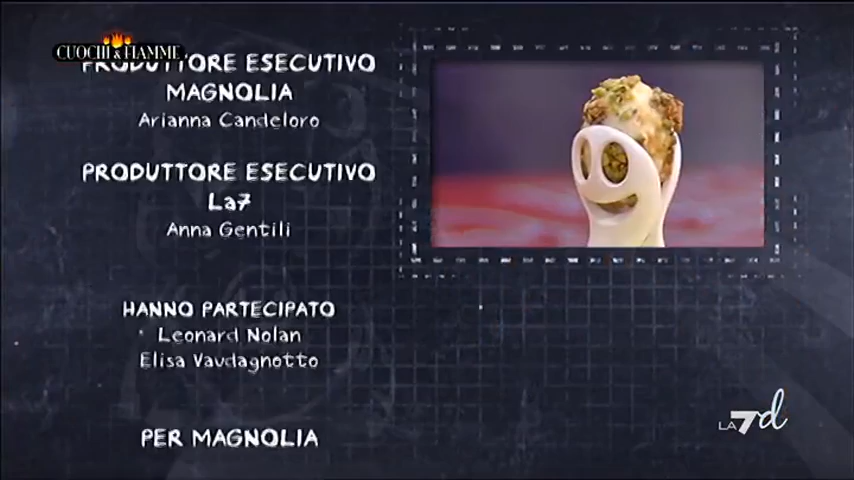 CUOCHI & FIAMME
PRODUTTORE ESECUTIVO
MAGNOLIA
Arianna Candeloro
PRODUTTORE ESECUTIVO
La7
Anna Gentili
HANNO PARTECIPATO
Leonard Nolan
Elisa Vaudagnotto
PER MAGNOLIA
LA7d